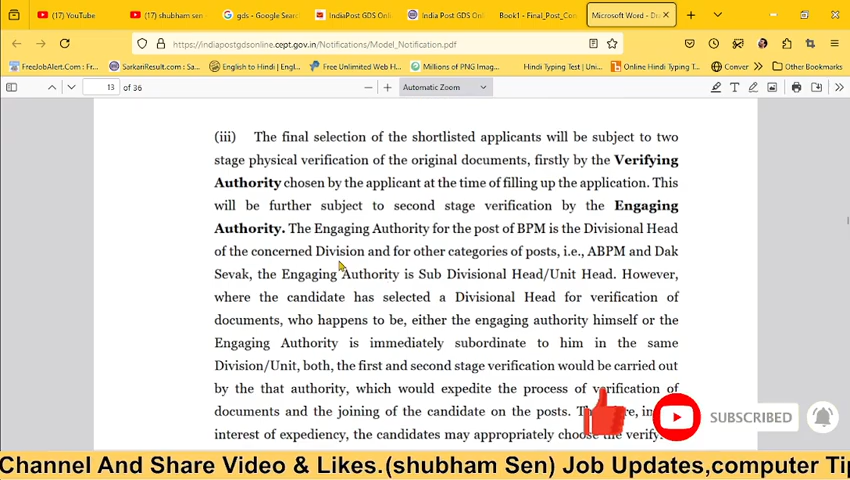 (17) YouTube
(17) shubham sen
gds - Google Sear
IndiaPost GDS Onl
India Post GDS Onlin
Book1 - Final_Post_Con
Microsoft Word - Di
https://indiapostgdsonline.cept.gov.in/Notifications/Model_Notification.pdf
FreeJobAlert.Com : Go...
SarkariResult.com : Sa...
English to Hindi | Engl...
Free Unlimited Web H...
Millions of PNG Imag...
Hindi Typing Test | Uni...
Online Hindi Typing T...
Other Bookmarks
13 of 36
Automatic Zoom
(iii) The final selection of the shortlisted applicants will be subject to two
stage physical verification of the original documents, firstly by the Verifying
Authority chosen by the applicant at the time of filling up the application. This
will be further subject to second stage verification by the Engaging
Authority. The Engaging Authority for the post of BPM is the Divisional Head
of the concerned Division and for other categories of posts, i.e., ABPM and Dak
Sevak, the Engaging Authority is Sub Divisional Head/Unit Head. However,
where the candidate has selected a Divisional Head for verification of
documents, who happens to be, either the engaging authority himself or the
Engaging Authority is immediately subordinate to him in the same
Division/Unit, both, the first and second stage verification would be carried out
by the that authority, which would expedite the process of verification of
documents and the joining of the candidate on the posts.
interest of expediency, the candidates may appropriately choose the
SUBSCRIBED
Channel And Share Video & Likes.(shubham Sen) Job Updates,computer Tip